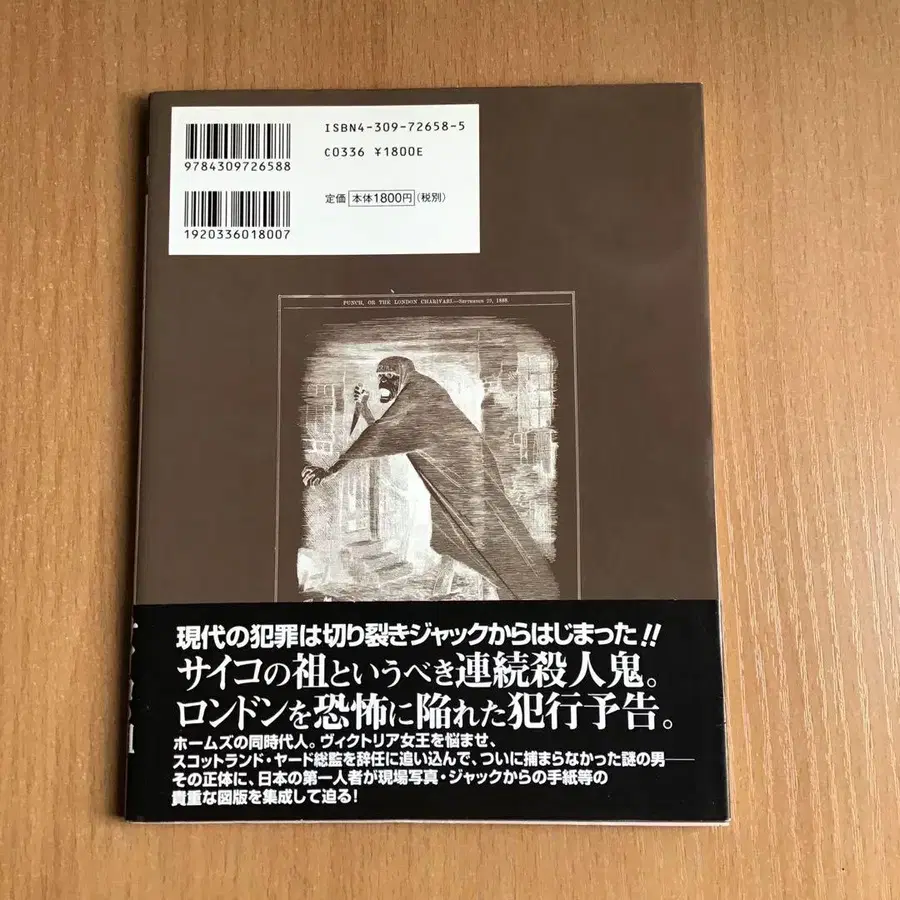 ISBN4-309-72658-5
C0336 ¥1800E
9784309726588
定価 本体1800円 (税別)
1920336018007
PUNCH, OR THE LONDON CHARIVARI.—SEPTEMBER 29, 1888.
現代の犯罪は切り裂きジャックからはじまった!!
サイコの祖というべき連続殺人鬼。
ロンドンを恐怖に陥れた犯行予告。
ホームズの同時代人。ヴィクトリア女王を悩ませ、
スコットランド・ヤード総監を辞任に追い込んで、ついに捕まらなかった謎の男——
その正体に、日本の第一人者が現場写真・ジャックからの手紙等の
貴重な図版を集成して迫る!